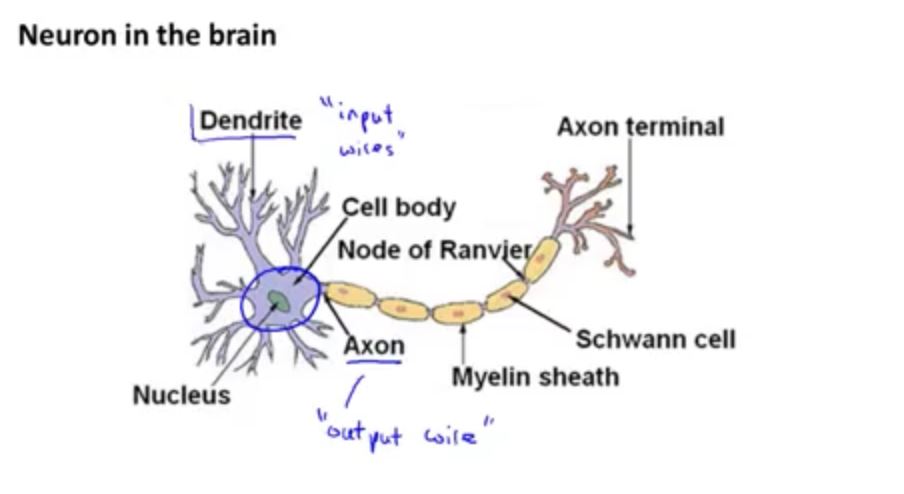 Neuron in the brain
Dendrite
"input
wires"
Axon terminal
Cell body
Node of Ranvier
Axon
Schwann cell
Myelin sheath
Nucleus
"output wire"